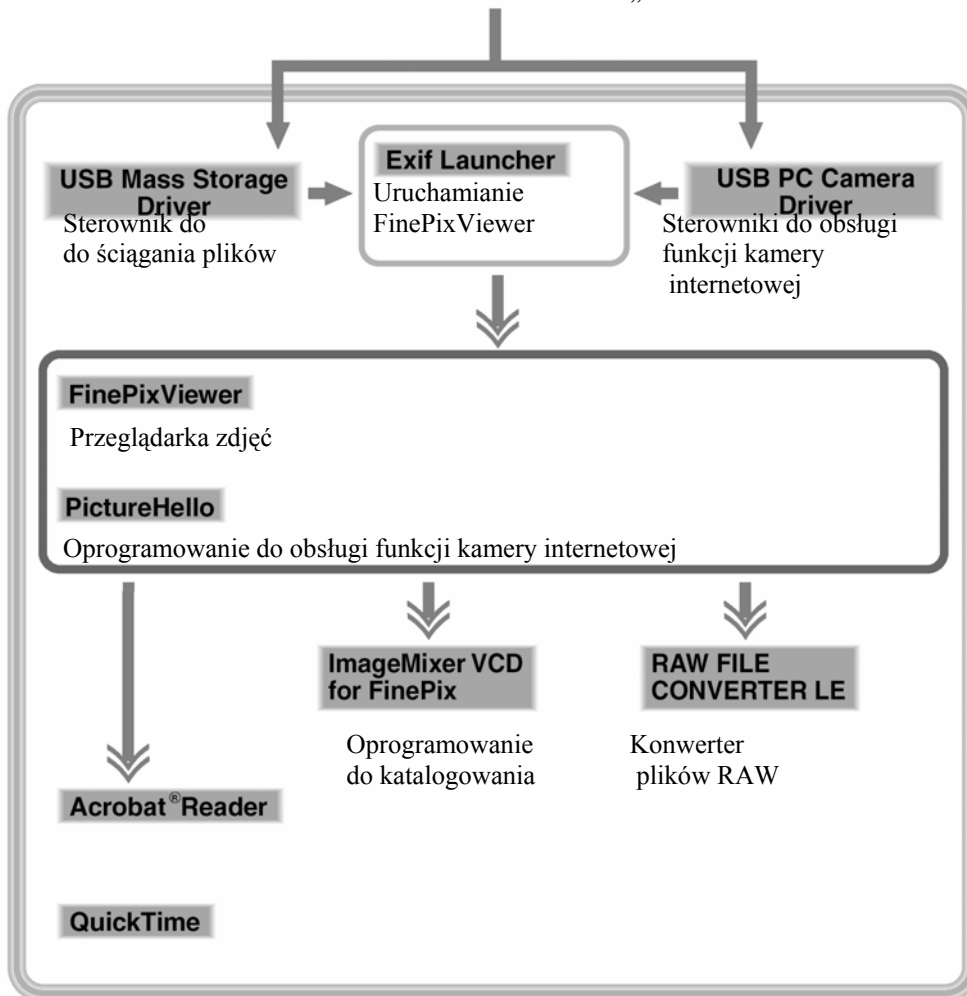 „
USB Mass Storage
Driver
Sterownik do
do ściągania plików
Exif Launcher
Uruchamianie
FinePixViewer
USB PC Camera
Driver
Sterowniki do obsługi
funkcji kamery
internetowej
FinePixViewer
Przeglądarka zdjęć
PictureHello
Oprogramowanie do obsługi funkcji kamery internetowej
ImageMixer VCD
for FinePix
Oprogramowanie
do katalogowania
RAW FILE
CONVERTER LE
Konwerter
plików RAW
Acrobat®Reader
QuickTime